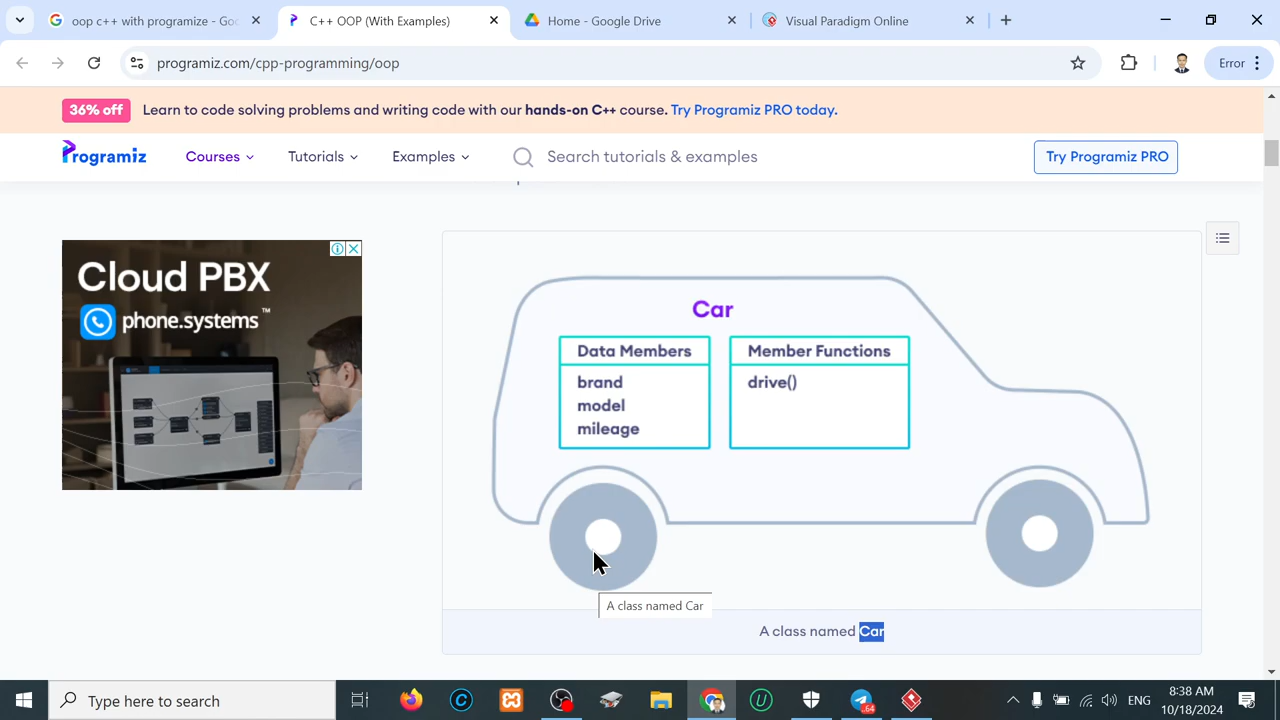 oop c++ with programize - Goo
C++ OOP (With Examples)
Home - Google Drive
Visual Paradigm Online
programiz.com/cpp-programming/oop
Error
36% off
Learn to code solving problems and writing code with our hands-on C++ course. Try Programiz PRO today.
Programiz
Courses
Tutorials
Examples
Search tutorials & examples
Try Programiz PRO
Cloud PBX
phone.systems™
Car
Data Members
brand
model
mileage
Member Functions
drive()
A class named Car
A class named Car
Type here to search
64
ENG
8:38 AM
10/18/2024